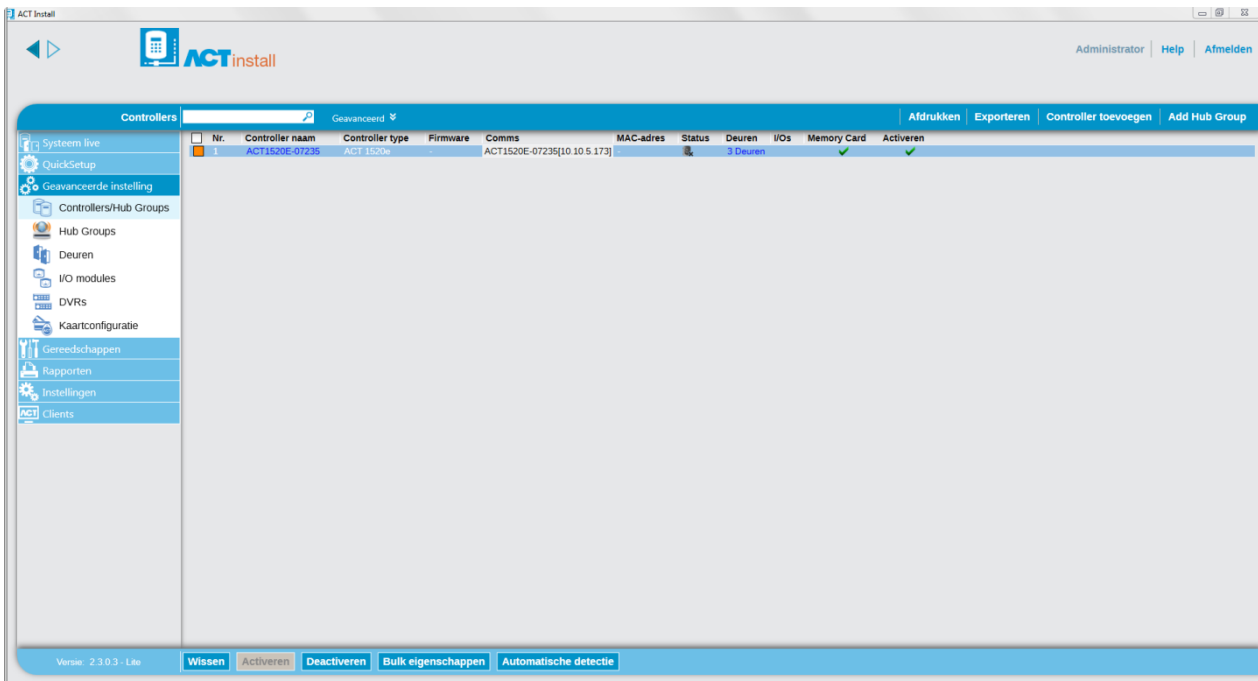 ACT Install
ACTinstall
Administrator Help Afmelden
Controllers Geavanceerd Afdrukken Exporteren Controller toevoegen Add Hub Group
Systeem live
QuickSetup
Geavanceerde instelling
Controllers/Hub Groups
Hub Groups
Deuren
I/O modules
DVRs
Kaartconfiguratie
Gereedschappen
Rapporten
Instellingen
ACT Clients
Nr. Controller naam Controller type Firmware Comms MAC-adres Status Deuren I/Os Memory Card Activeren
1 ACT1520E-07235 ACT 1520e - ACT1520E-07235[10.10.5.173] - 3 Deuren
Versie: 2.3.0.3 - Lite Wissen Activeren Deactiveren Bulk eigenschappen Automatische detectie